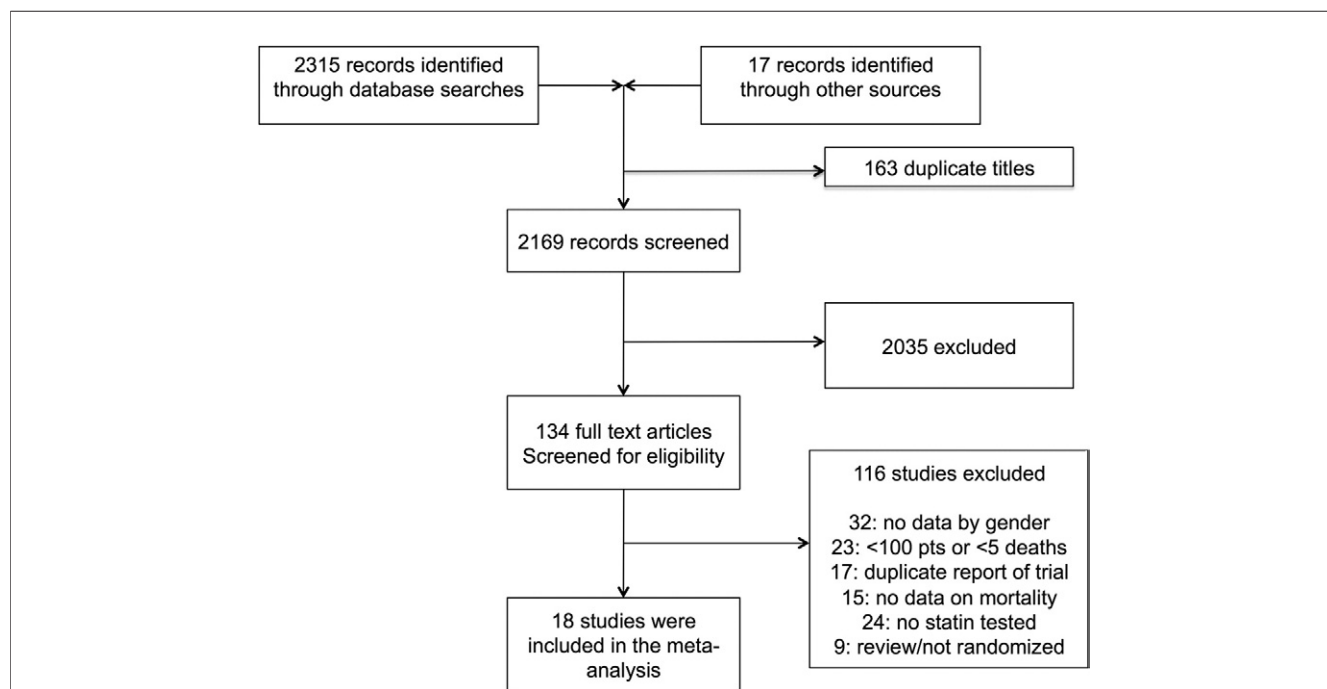 2315 records identified
through database searches
17 records identified
through other sources
163 duplicate titles
2169 records screened
2035 excluded
134 full text articles
Screened for eligibility
116 studies excluded
32: no data by gender
23: <100 pts or <5 deaths
17: duplicate report of trial
15: no data on mortality
24: no statin tested
9: review/not randomized
18 studies were
included in the meta-
analysis